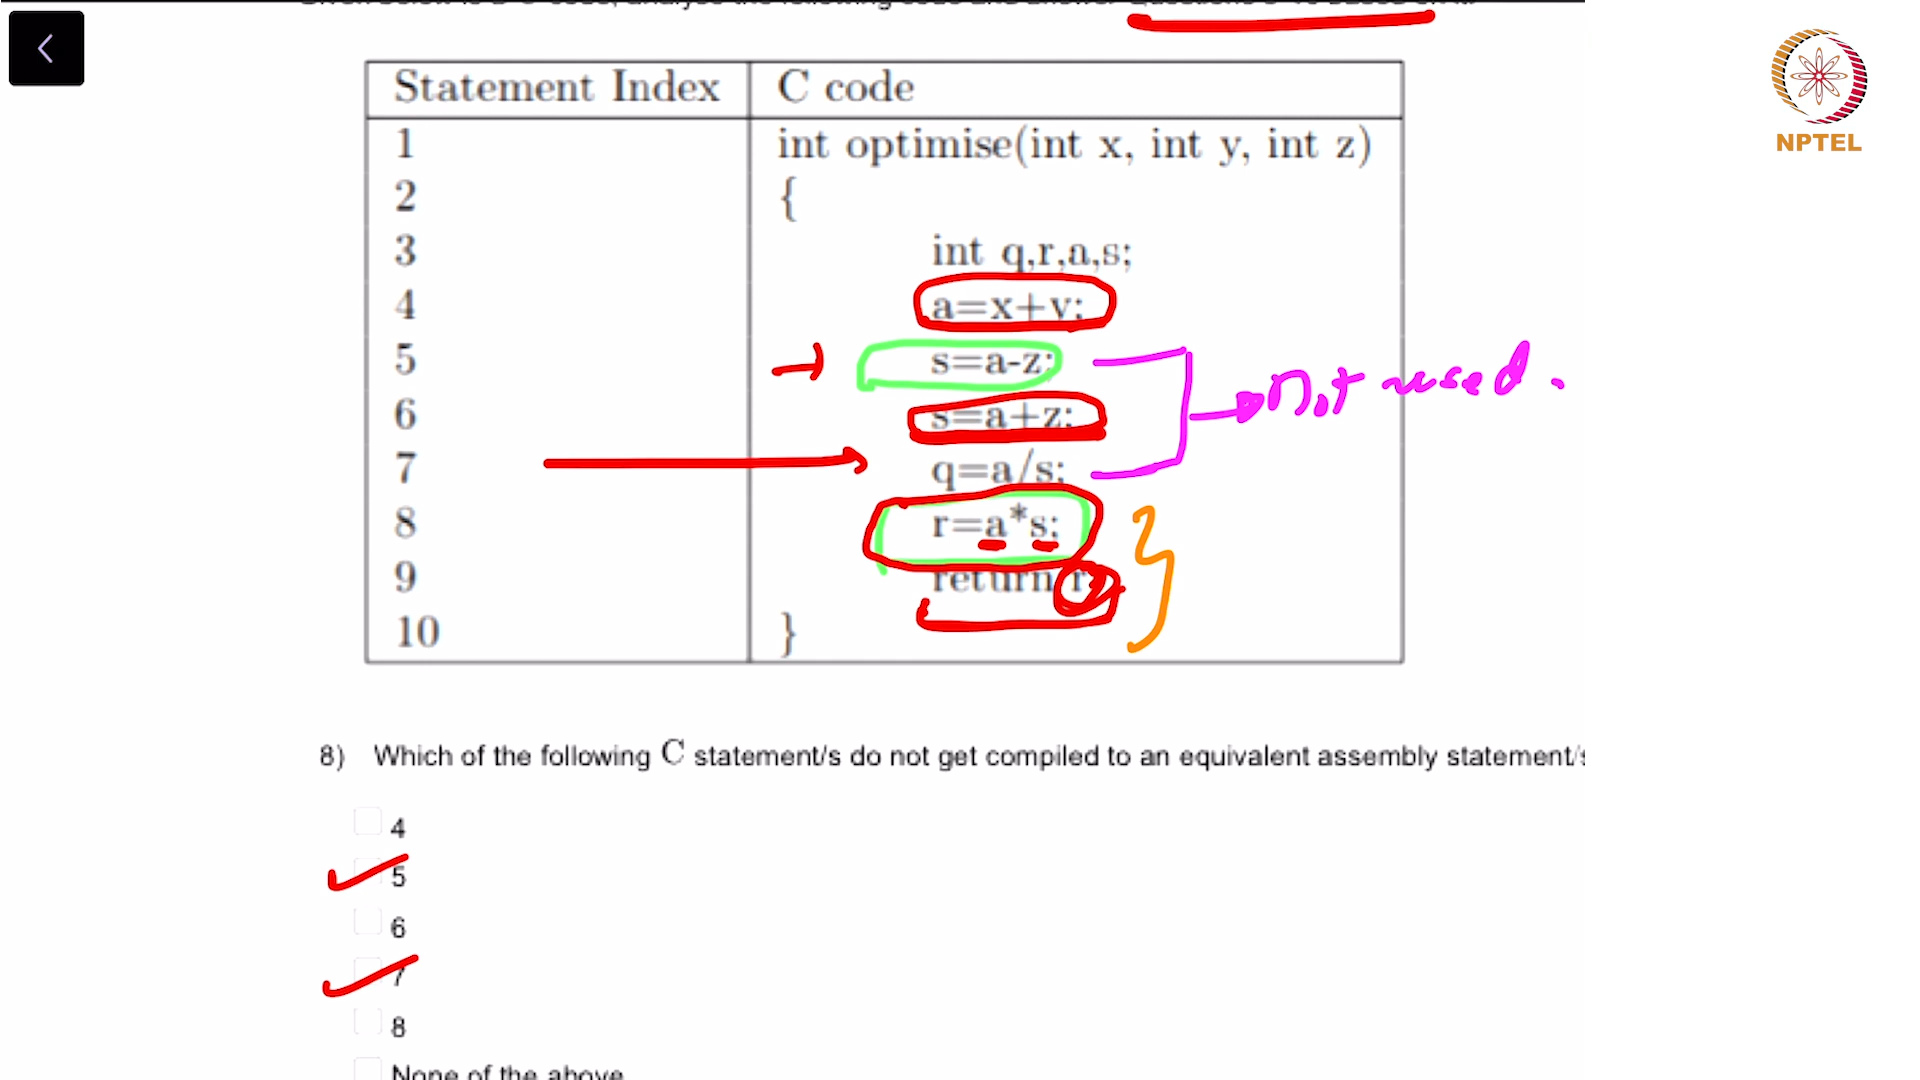 Statement Index C code
1 int optimise(int x, int y, int z)
2 {
3 int q,r,a,s;
4 a=x+y;
5 s=a-z;
6 s=a+z;
7 q=a/s;
8 r=a*s;
9 return r;
10 }
Not used.
8) Which of the following C statement/s do not get compiled to an equivalent assembly statement/s
4
5
6
7
8
None of the above
NPTEL